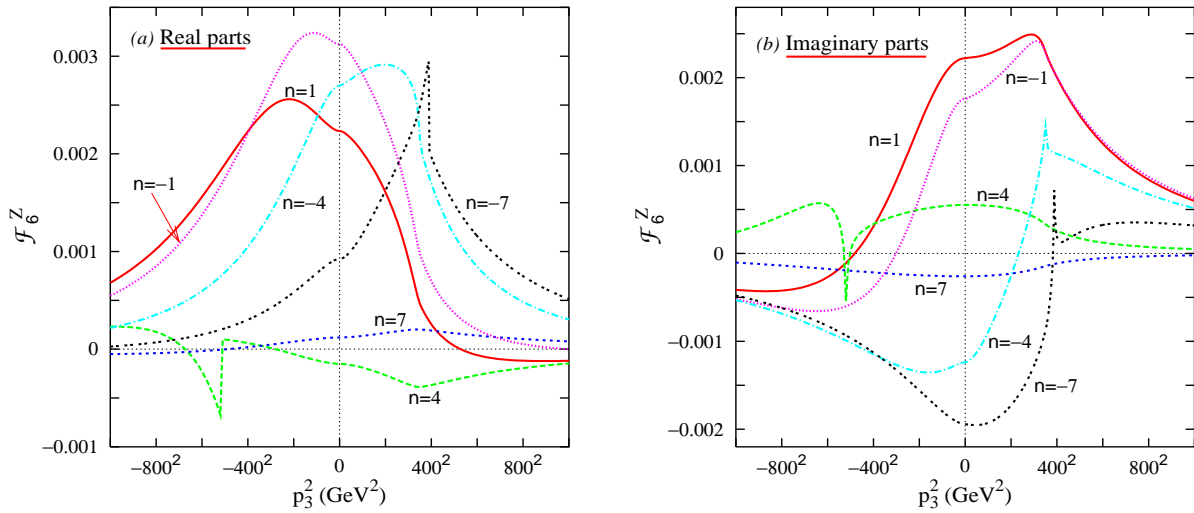 (a) Real parts
0.003
0.002
0.001
0
−0.001
ℱ₆ᶻ
n=1
n=−1
n=−4
n=−7
n=7
n=4
−800² −400² 0 400² 800²
p₃² (GeV²)
(b) Imaginary parts
0.002
0.001
0
−0.001
−0.002
ℱ₆ᶻ
n=−1
n=1
n=4
n=7
n=−4
n=−7
−800² −400² 0 400² 800²
p₃² (GeV²)